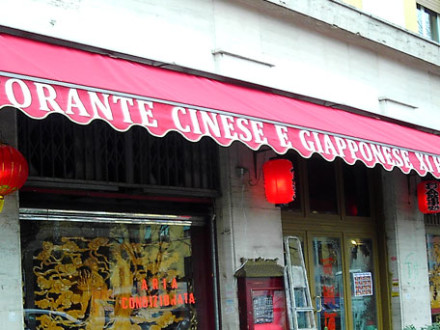 ORANTE CINESE E GIAPPONESE
ARIA
CONDIZIONATA